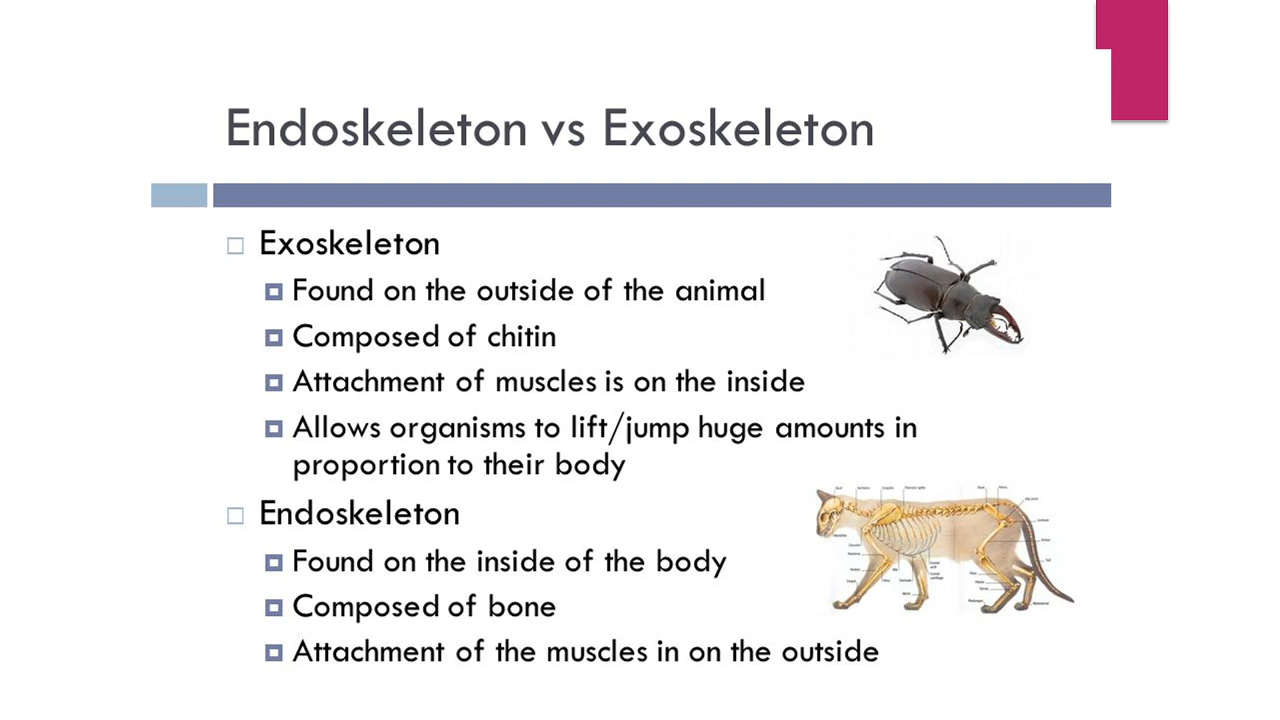 Endoskeleton vs Exoskeleton
Exoskeleton
Found on the outside of the animal
Composed of chitin
Attachment of muscles is on the inside
Allows organisms to lift/jump huge amounts in
proportion to their body
Endoskeleton
Found on the inside of the body
Composed of bone
Attachment of the muscles in on the outside